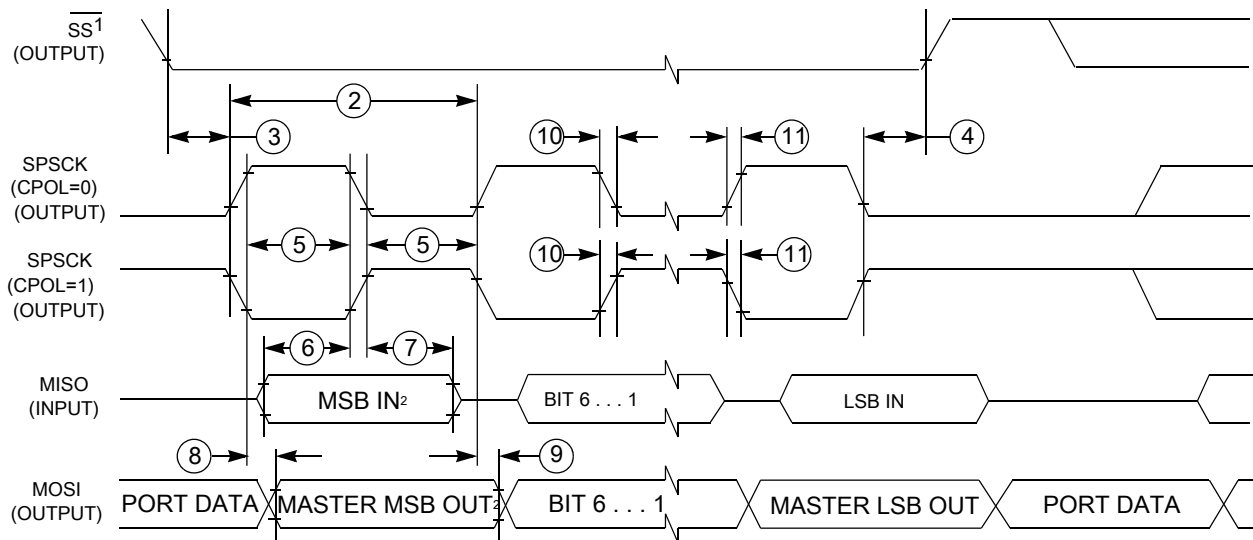 SS1
(OUTPUT)
2
3
10
11
4
SPSCK
(CPOL=0)
(OUTPUT)
5
5
SPSCK
(CPOL=1)
(OUTPUT)
10
11
6
7
MISO
(INPUT)
MSB IN2
BIT 6 . . . 1
LSB IN
8
9
MOSI
(OUTPUT)
PORT DATA
MASTER MSB OUT2
BIT 6 . . . 1
MASTER LSB OUT
PORT DATA